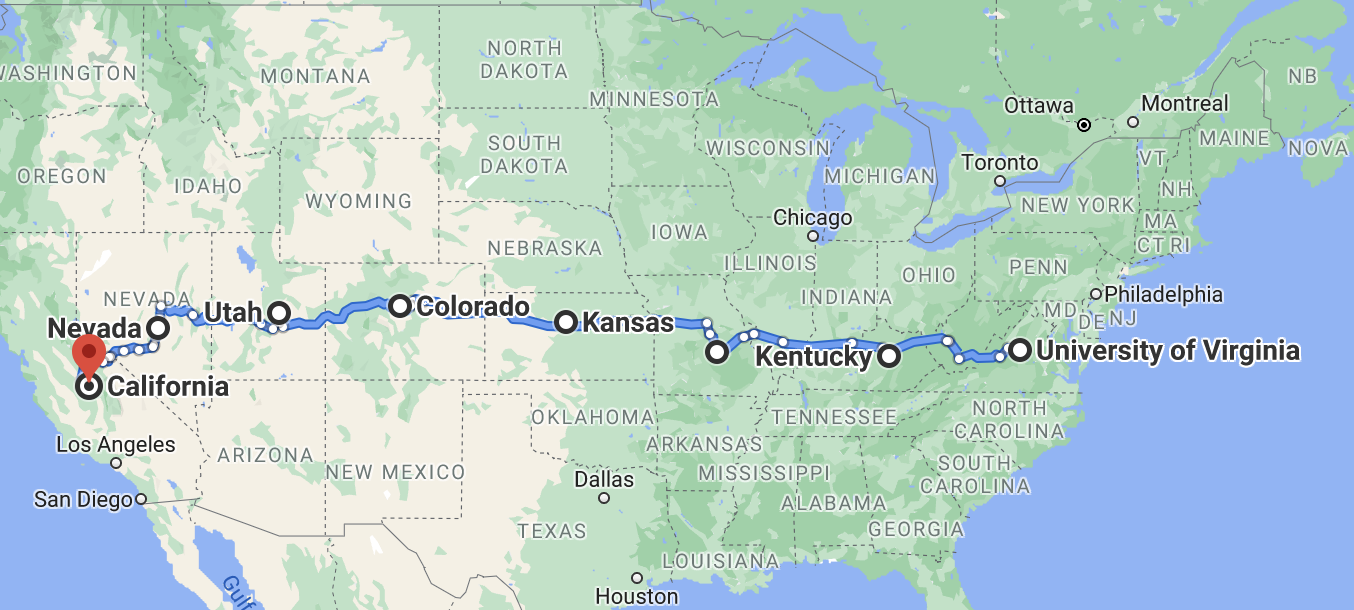 NORTH
DAKOTA
MONTANA
WASHINGTON
NB
MINNESOTA
Ottawa
Montreal
MAINE
SOUTH
DAKOTA
WISCONSIN
NOVA
VT
Toronto
OREGON
IDAHO
MICHIGAN
NH
WYOMING
NEW YORK
Chicago
MA
IOWA
CT RI
NEBRASKA
ILLINOIS
OHIO
PENN
NEVADA
INDIANA
Philadelphia
Utah
Colorado
MD
NJ
DE
Nevada
Kansas
Kentucky
University of Virginia
California
OKLAHOMA
TENNESSEE
NORTH
CAROLINA
Los Angeles
ARKANSAS
ARIZONA
NEW MEXICO
MISSISSIPPI
SOUTH
CAROLINA
Dallas
San Diego
ALABAMA
TEXAS
GEORGIA
LOUISIANA
Gulf
Houston